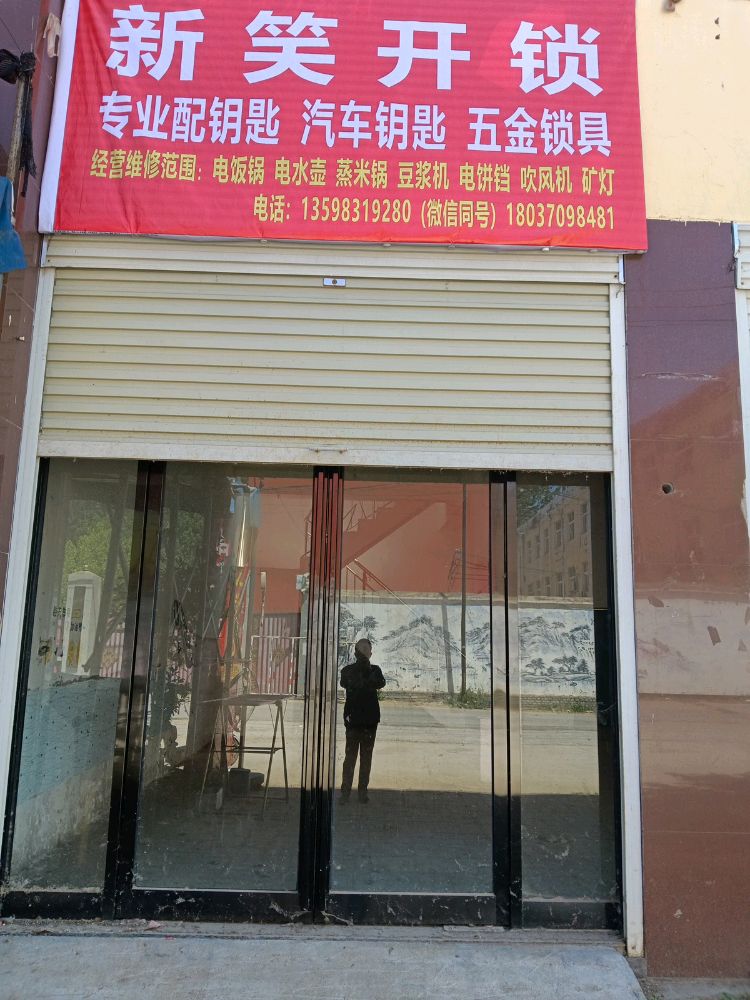 新笑开锁
专业配钥匙 汽车钥匙 五金锁具
经营维修范围：电饭锅 电水壶 蒸米锅 豆浆机 电饼铛 吹风机 矿灯
电话：13598319280（微信同号）18037098481